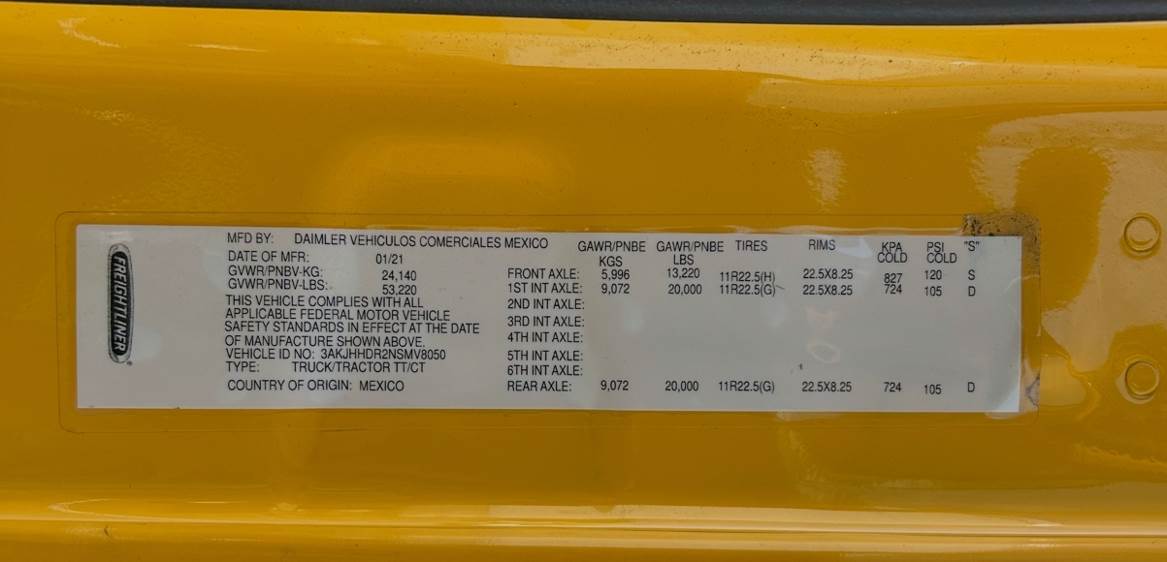 FREIGHTLINER
MFD BY: DAIMLER VEHICULOS COMERCIALES MEXICO
DATE OF MFR: 01/21
GVWR/PNBV-KG: 24,140
GVWR/PNBV-LBS: 53,220
THIS VEHICLE COMPLIES WITH ALL
APPLICABLE FEDERAL MOTOR VEHICLE
SAFETY STANDARDS IN EFFECT AT THE DATE
OF MANUFACTURE SHOWN ABOVE.
VEHICLE ID NO: 3AKJHHDR2NSMV8050
TYPE: TRUCK/TRACTOR TT/CT
COUNTRY OF ORIGIN: MEXICO
GAWR/PNBE GAWR/PNBE TIRES RIMS KPA PSI "S"
KGS LBS COLD COLD
FRONT AXLE: 5,996 13,220 11R22.5(H) 22.5X8.25 827 120 S
1ST INT AXLE: 9,072 20,000 11R22.5(G) 22.5X8.25 724 105 D
2ND INT AXLE:
3RD INT AXLE:
4TH INT AXLE:
5TH INT AXLE:
6TH INT AXLE:
REAR AXLE: 9,072 20,000 11R22.5(G) 22.5X8.25 724 105 D